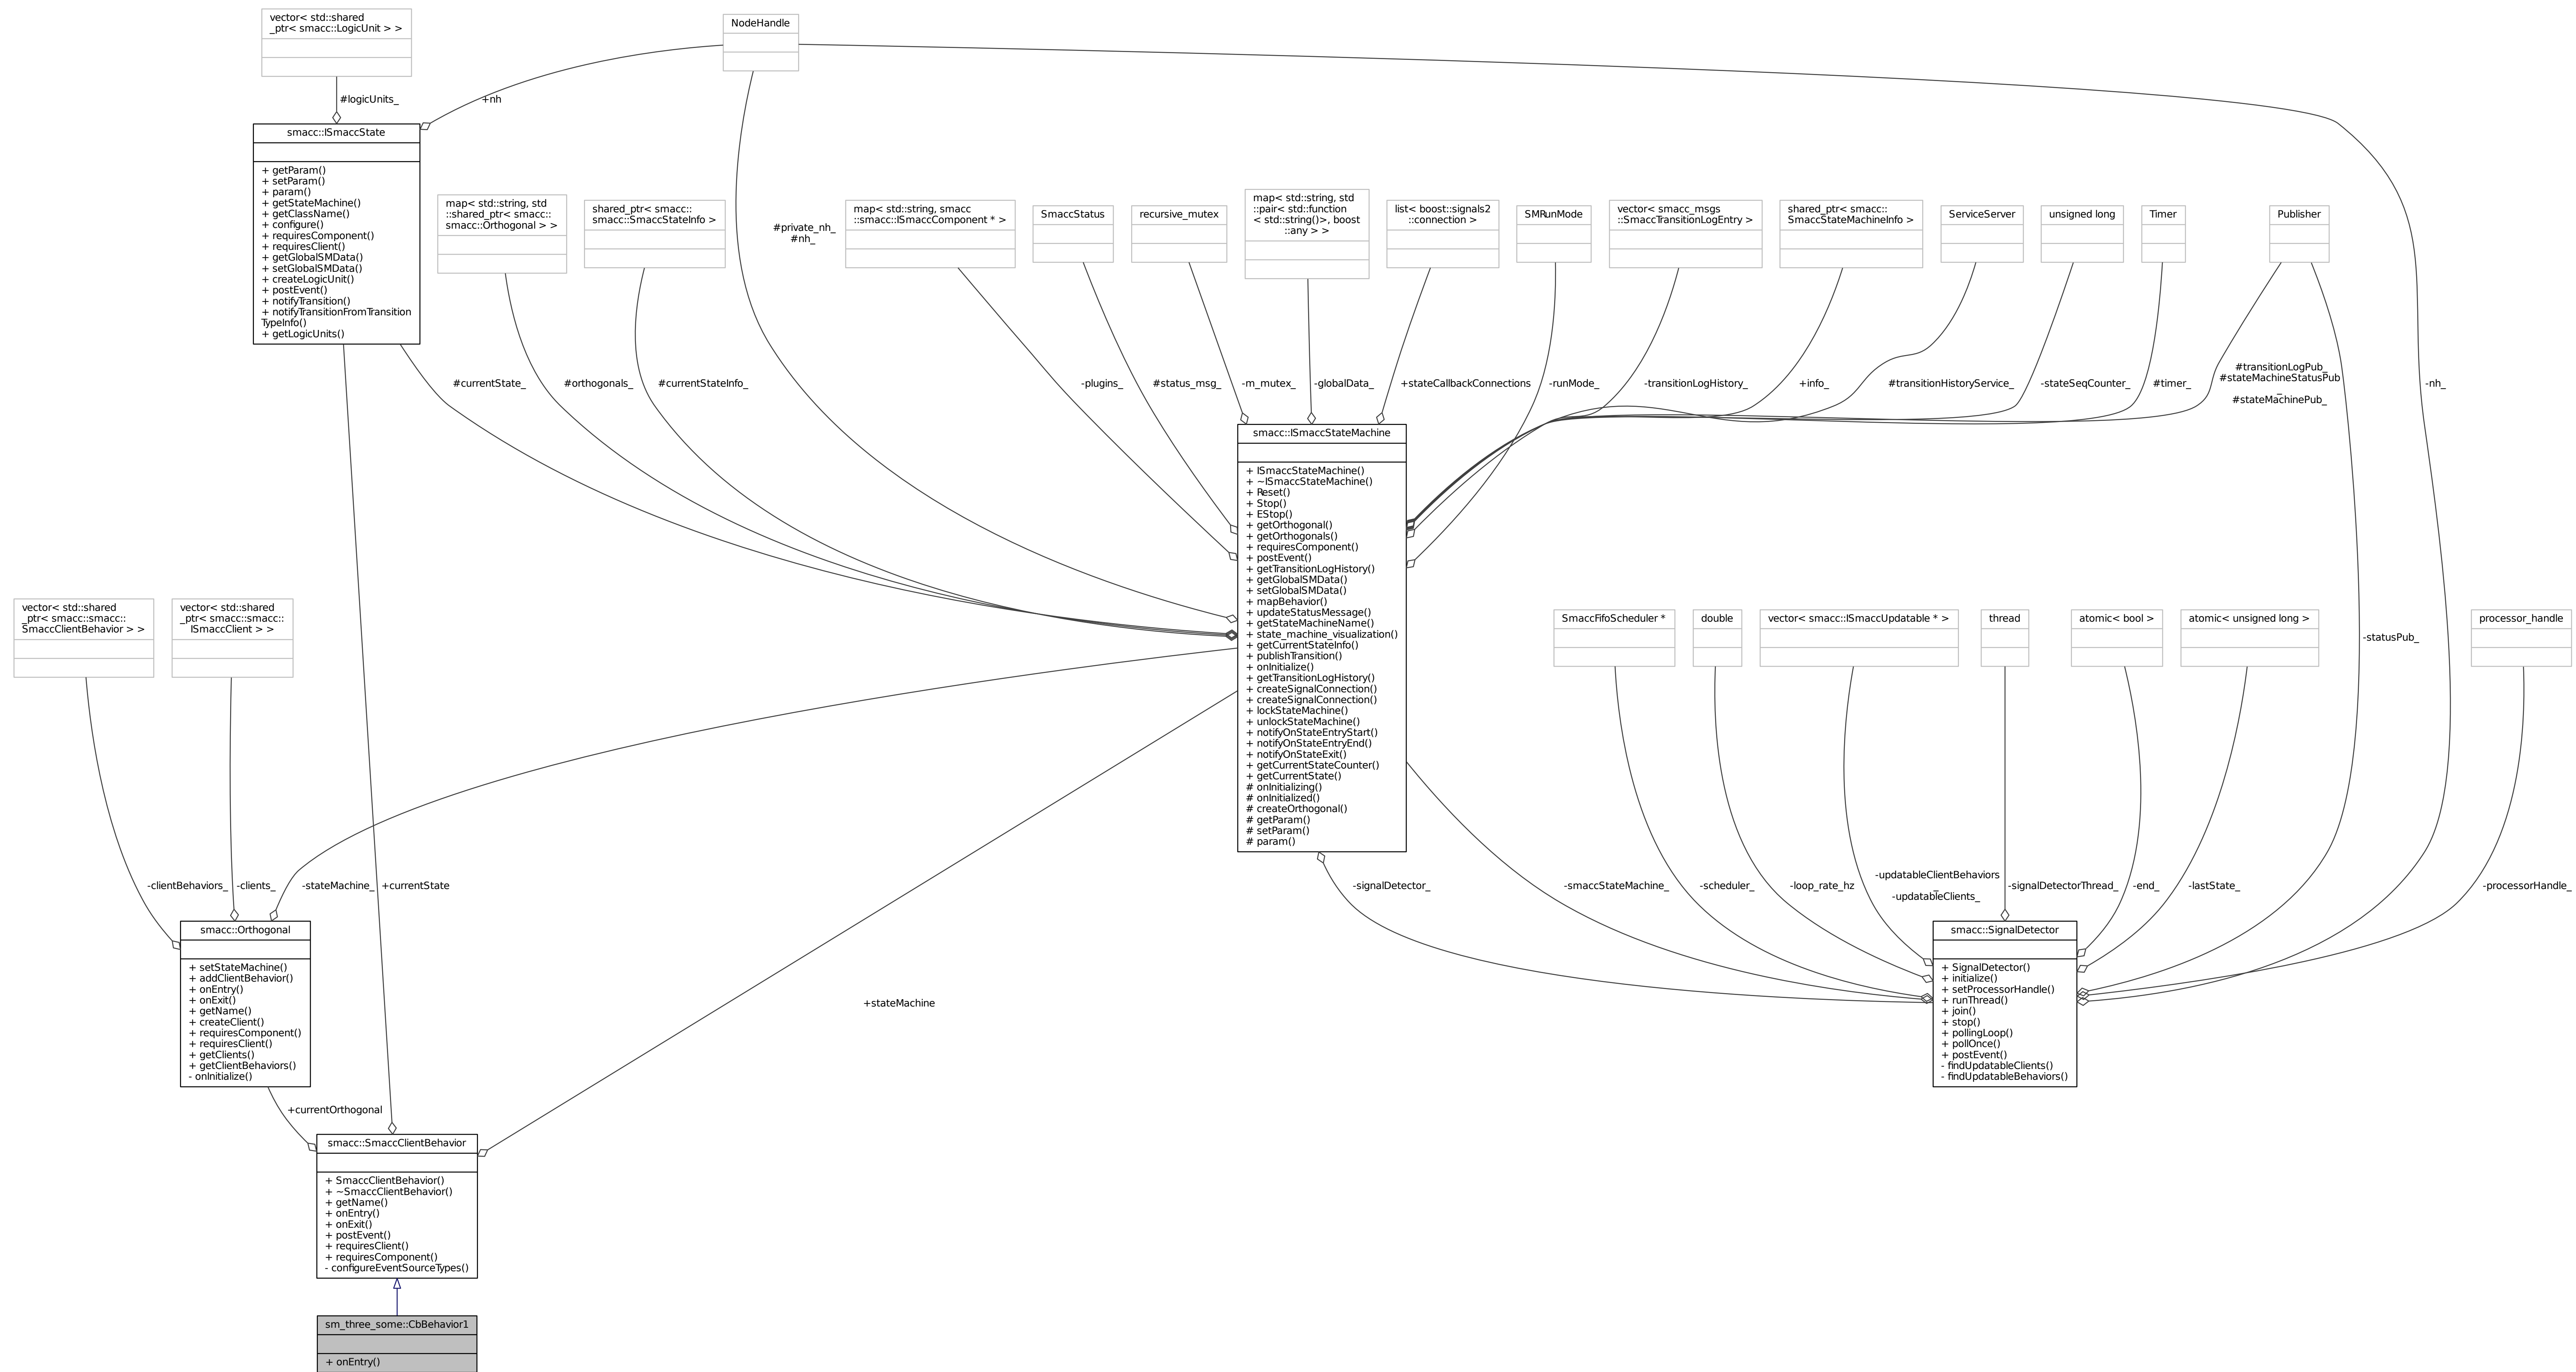 vector< std::shared
_ptr< smacc::LogicUnit > >
NodeHandle
#logicUnits_
+nh
smacc::ISmaccState
+ getParam()
+ setParam()
+ param()
+ getStateMachine()
+ getClassName()
+ configure()
+ requiresComponent()
+ requiresClient()
+ getGlobalSMData()
+ setGlobalSMData()
+ createLogicUnit()
+ postEvent()
+ notifyTransition()
+ notifyTransitionFromTransition
TypeInfo()
+ getLogicUnits()
map< std::string, std
::shared_ptr< smacc::
smacc::Orthogonal > >
shared_ptr< smacc::
smacc::SmaccStateInfo >
#private_nh_
#nh_
map< std::string, smacc
::smacc::ISmaccComponent * >
SmaccStatus
recursive_mutex
map< std::string, std
::pair< std::function
< std::string()>, boost
::any > >
list< boost::signals2
::connection >
SMRunMode
vector< smacc_msgs
::SmaccTransitionLogEntry >
shared_ptr< smacc::
SmaccStateMachineInfo >
ServiceServer
unsigned long
Timer
Publisher
#currentState_
#orthogonals_
#currentStateInfo_
-plugins_
#status_msg_
-m_mutex_
-globalData_
+stateCallbackConnections
-runMode_
-transitionLogHistory_
+info_
#transitionHistoryService_
-stateSeqCounter_
#timer_
#transitionLogPub_
#stateMachineStatusPub
_
#stateMachinePub_
-nh_
smacc::ISmaccStateMachine
+ ISmaccStateMachine()
+ ~ISmaccStateMachine()
+ Reset()
+ Stop()
+ EStop()
+ getOrthogonal()
+ getOrthogonals()
+ requiresComponent()
+ postEvent()
+ getTransitionLogHistory()
+ getGlobalSMData()
+ setGlobalSMData()
+ mapBehavior()
+ updateStatusMessage()
+ getStateMachineName()
+ state_machine_visualization()
+ getCurrentStateInfo()
+ publishTransition()
+ onInitialize()
+ getTransitionLogHistory()
+ createSignalConnection()
+ createSignalConnection()
+ lockStateMachine()
+ unlockStateMachine()
+ notifyOnStateEntryStart()
+ notifyOnStateEntryEnd()
+ notifyOnStateExit()
+ getCurrentStateCounter()
+ getCurrentState()
# onInitializing()
# onInitialized()
# createOrthogonal()
# getParam()
# setParam()
# param()
vector< std::shared
_ptr< smacc::smacc::
SmaccClientBehavior > >
vector< std::shared
_ptr< smacc::smacc::
ISmaccClient > >
SmaccFifoScheduler *
double
vector< smacc::ISmaccUpdatable * >
thread
atomic< bool >
atomic< unsigned long >
-statusPub_
processor_handle
-clientBehaviors_
-clients_
-stateMachine_
+currentState
-signalDetector_
-smaccStateMachine_
-scheduler_
-loop_rate_hz
-updatableClientBehaviors
_
-updatableClients_
-signalDetectorThread_
-end_
-lastState_
-processorHandle_
smacc::Orthogonal
+ setStateMachine()
+ addClientBehavior()
+ onEntry()
+ onExit()
+ getName()
+ createClient()
+ requiresComponent()
+ requiresClient()
+ getClients()
+ getClientBehaviors()
- onInitialize()
+stateMachine
smacc::SignalDetector
+ SignalDetector()
+ initialize()
+ setProcessorHandle()
+ runThread()
+ join()
+ stop()
+ pollingLoop()
+ pollOnce()
+ postEvent()
- findUpdatableClients()
- findUpdatableBehaviors()
+currentOrthogonal
smacc::SmaccClientBehavior
+ SmaccClientBehavior()
+ ~SmaccClientBehavior()
+ getName()
+ onEntry()
+ onExit()
+ postEvent()
+ requiresClient()
+ requiresComponent()
- configureEventSourceTypes()
sm_three_some::CbBehavior1
+ onEntry()